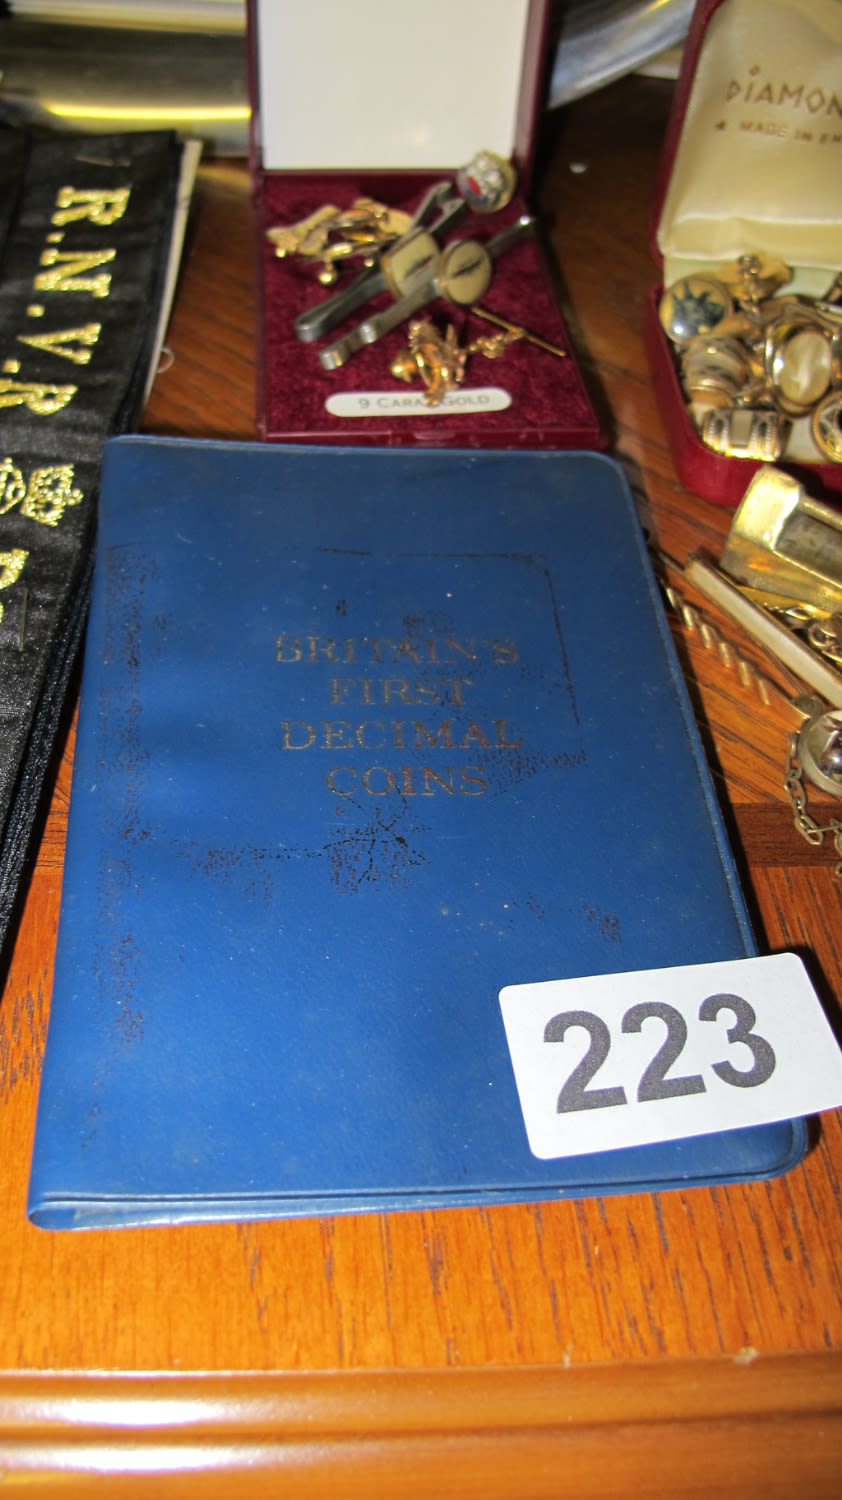 DIAMON
★ MADE IN EN
R.N.V.R
9 CARAT GOLD
BRITAIN'S
FIRST
DECIMAL
COINS
223